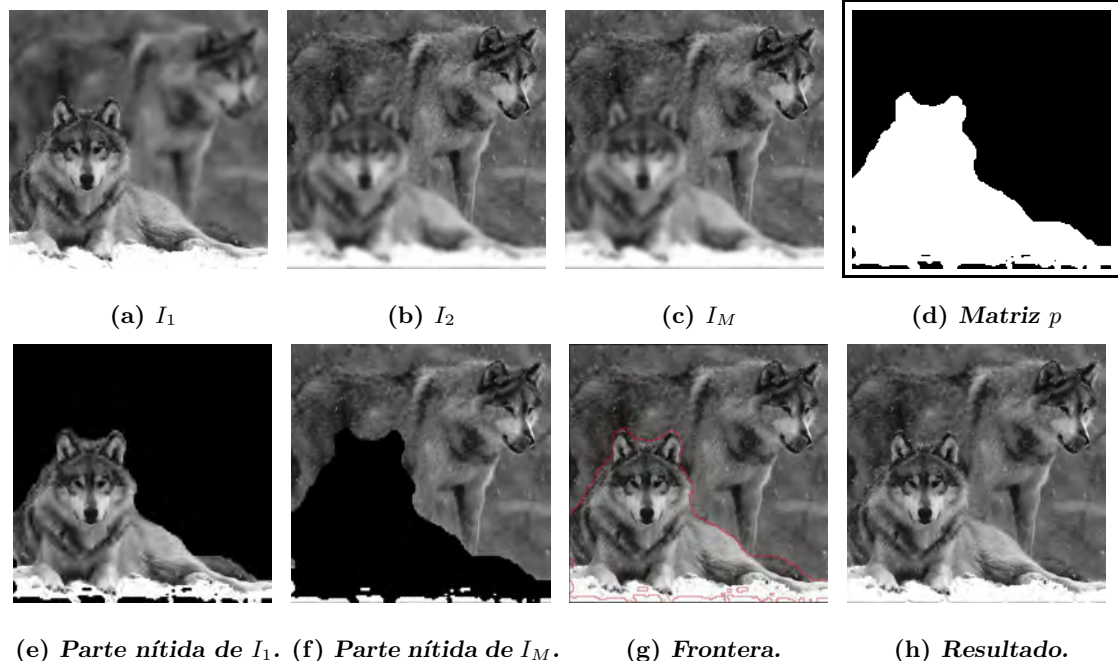 (a) I₁ (b) I₂ (c) I_M (d) Matriz p
(e) Parte nítida de I₁. (f) Parte nítida de I_M. (g) Frontera. (h) Resultado.